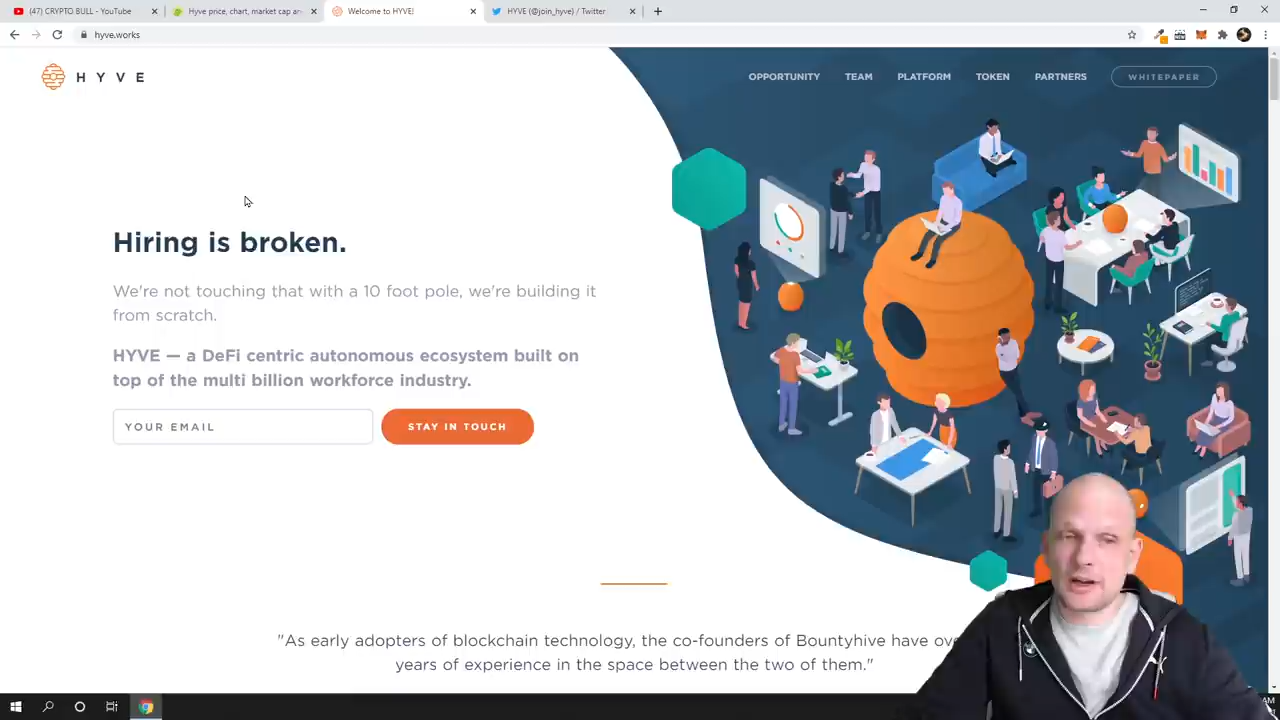 (47) CRYPTO BULL - YouTube
Hyve price, chart, market cap an
Welcome to HYVE!
HYVE (@join_hyve) / Twitter
hyve.works
HYVE
OPPORTUNITY
TEAM
PLATFORM
TOKEN
PARTNERS
WHITEPAPER
Hiring is broken.
We're not touching that with a 10 foot pole, we're building it
from scratch.
HYVE — a DeFi centric autonomous ecosystem built on
top of the multi billion workforce industry.
YOUR EMAIL
STAY IN TOUCH
"As early adopters of blockchain technology, the co-founders of Bountyhive have
years of experience in the space between the two of them."